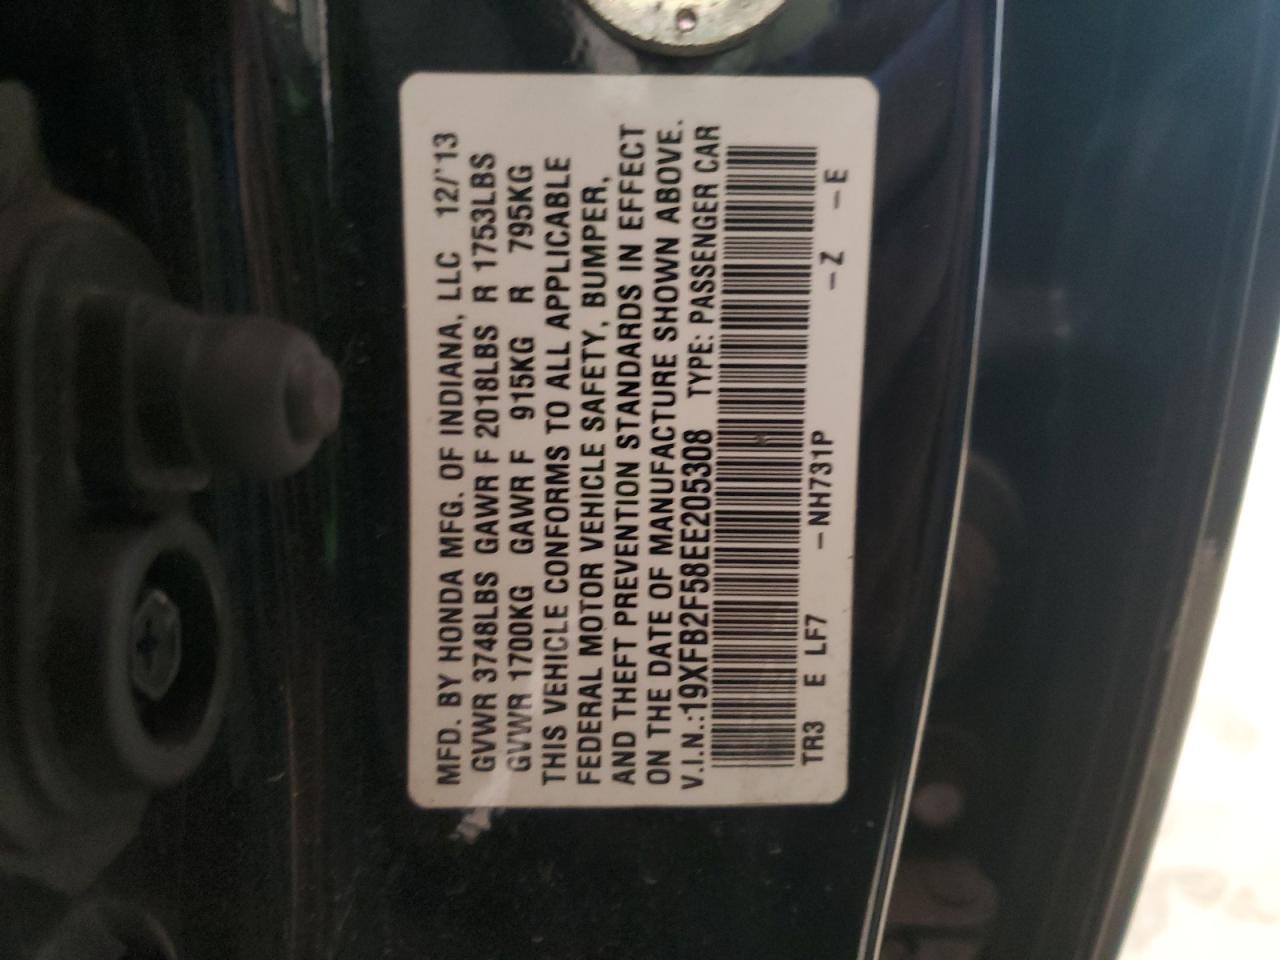 MFD. BY HONDA MFG. OF INDIANA, LLC 12/'13
GVWR 3748LBS GAWR F 2018LBS R 1753LBS
GVWR 1700KG GAWR F 915KG R 795KG
THIS VEHICLE CONFORMS TO ALL APPLICABLE
FEDERAL MOTOR VEHICLE SAFETY, BUMPER,
AND THEFT PREVENTION STANDARDS IN EFFECT
ON THE DATE OF MANUFACTURE SHOWN ABOVE.
V.I.N.:19XFB2F58EE205308 TYPE: PASSENGER CAR
TR3 E LF7 –NH731P –Z –E